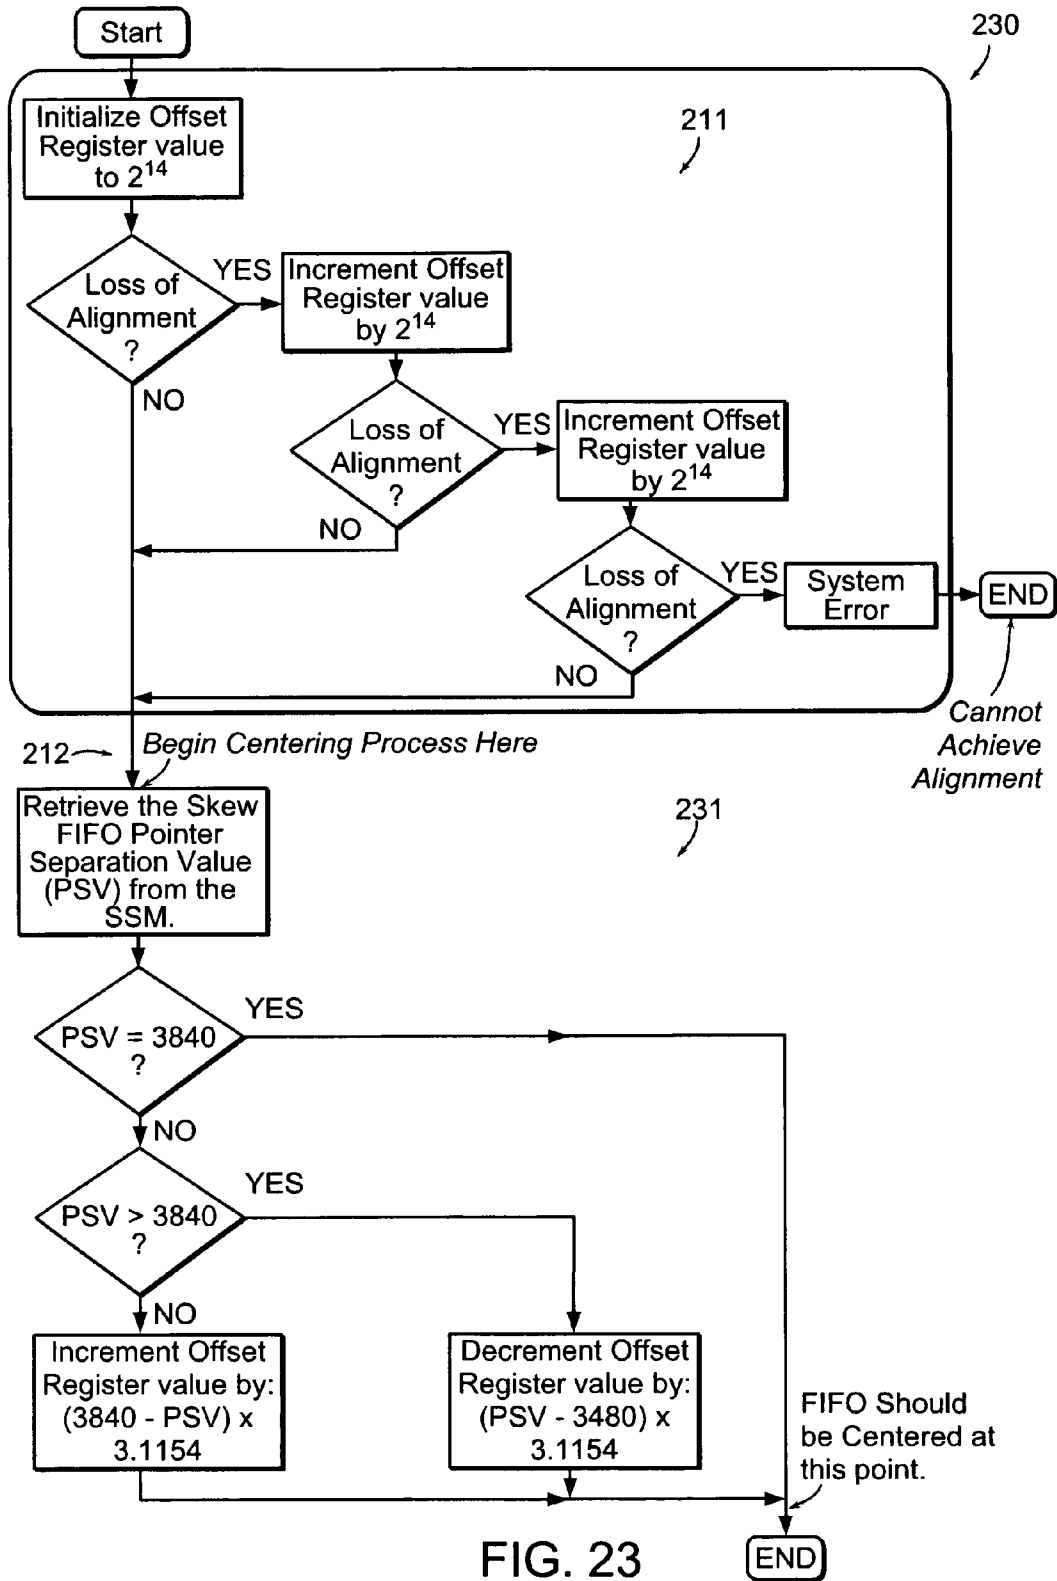 Start
230
Initialize Offset
Register value
to 2^14
211
Loss of
Alignment
?
YES
NO
Increment Offset
Register value
by 2^14
Loss of
Alignment
?
YES
NO
Increment Offset
Register value
by 2^14
Loss of
Alignment
?
YES
NO
System
Error
END
Cannot
Achieve
Alignment
212
Begin Centering Process Here
Retrieve the Skew
FIFO Pointer
Separation Value
(PSV) from the
SSM.
231
PSV = 3840
?
YES
NO
PSV > 3840
?
YES
NO
Increment Offset
Register value by:
(3840 - PSV) x
3.1154
Decrement Offset
Register value by:
(PSV - 3480) x
3.1154
FIFO Should
be Centered at
this point.
END
FIG. 23